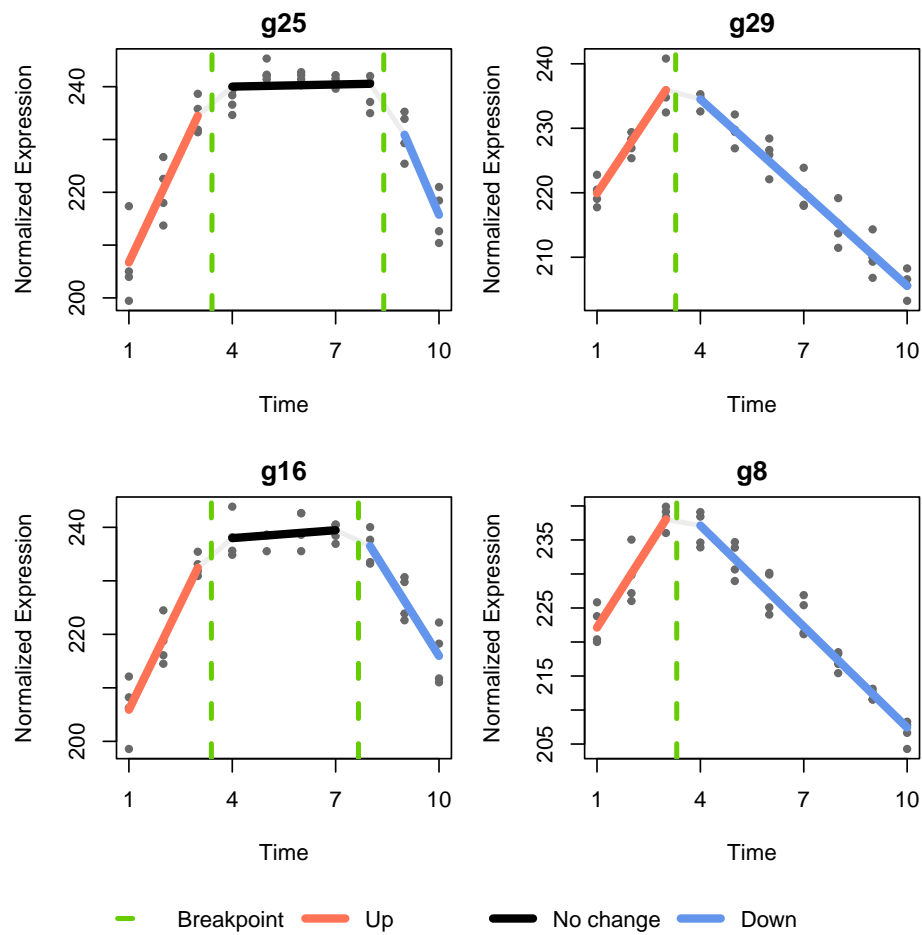 g25
Normalized Expression
240
220
200
1 4 7 10
Time
g29
Normalized Expression
240
230
220
210
1 4 7 10
Time
g16
Normalized Expression
240
220
200
1 4 7 10
Time
g8
Normalized Expression
235
225
215
205
1 4 7 10
Time
Breakpoint Up No change Down